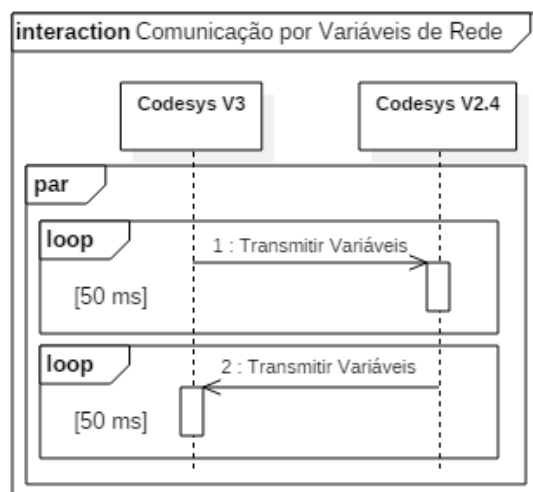 interaction Comunicação por Variáveis de Rede
Codesys V3
Codesys V2.4
par
loop
1 : Transmitir Variáveis
[50 ms]
loop
2 : Transmitir Variáveis
[50 ms]